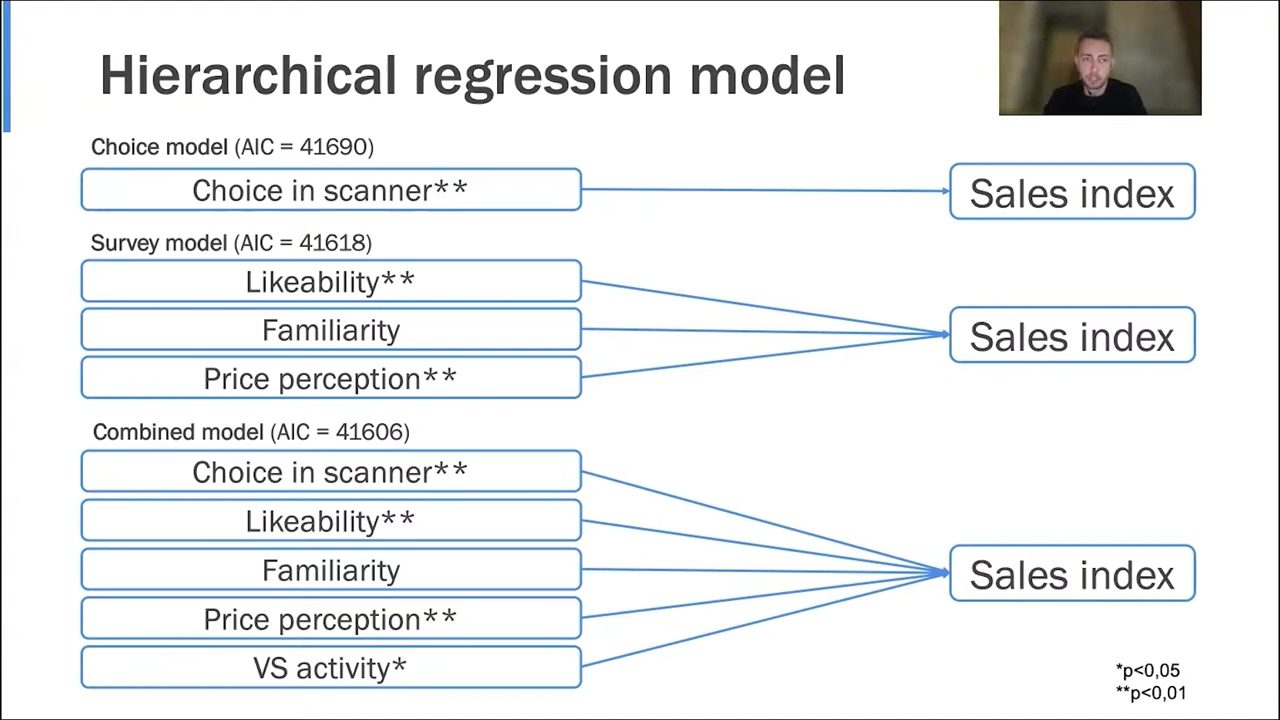 Hierarchical regression model
Choice model (AIC = 41690)
Choice in scanner**
Sales index
Survey model (AIC = 41618)
Likeability**
Familiarity
Price perception**
Sales index
Combined model (AIC = 41606)
Choice in scanner**
Likeability**
Familiarity
Price perception**
VS activity*
Sales index
*p<0,05
**p<0,01